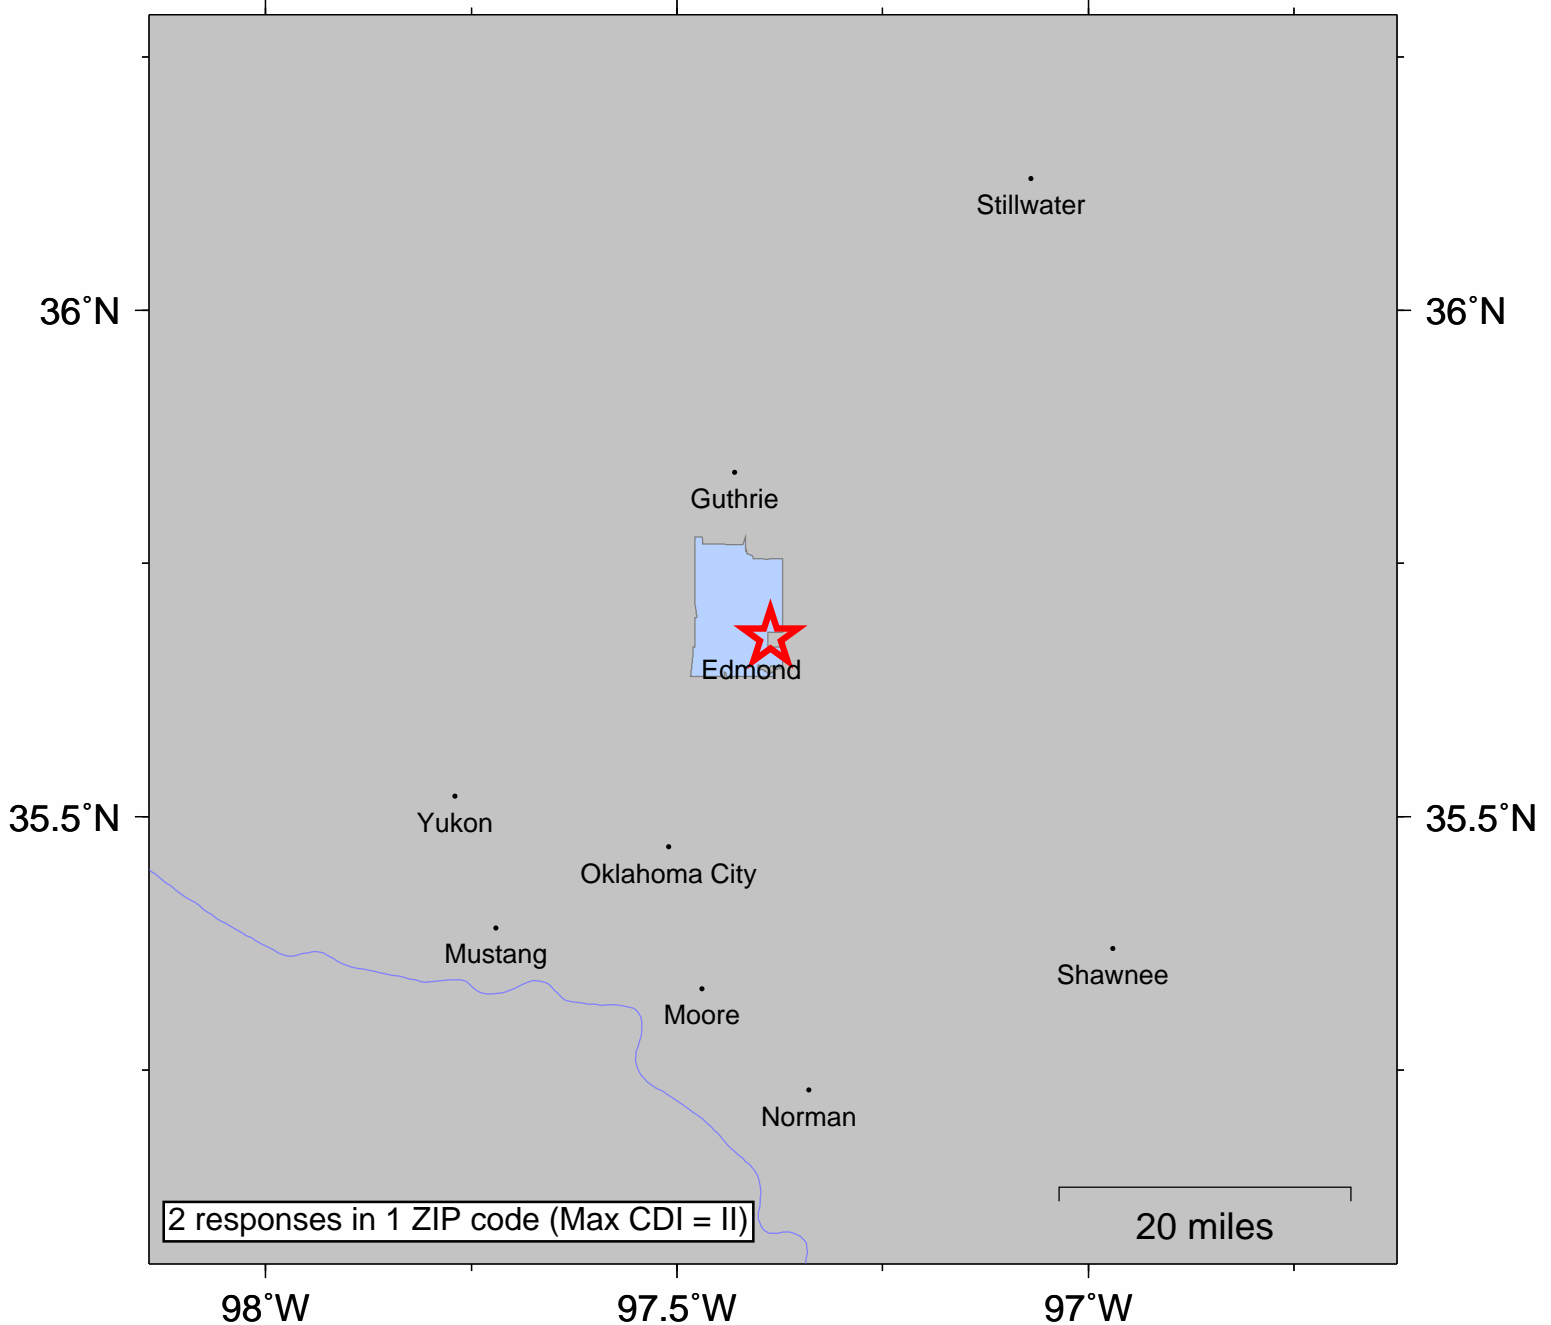 Stillwater
36°N
36°N
Guthrie
Edmond
35.5°N
Yukon
35.5°N
Oklahoma City
Mustang
Shawnee
Moore
Norman
2 responses in 1 ZIP code (Max CDI = II)
20 miles
98°W
97.5°W
97°W